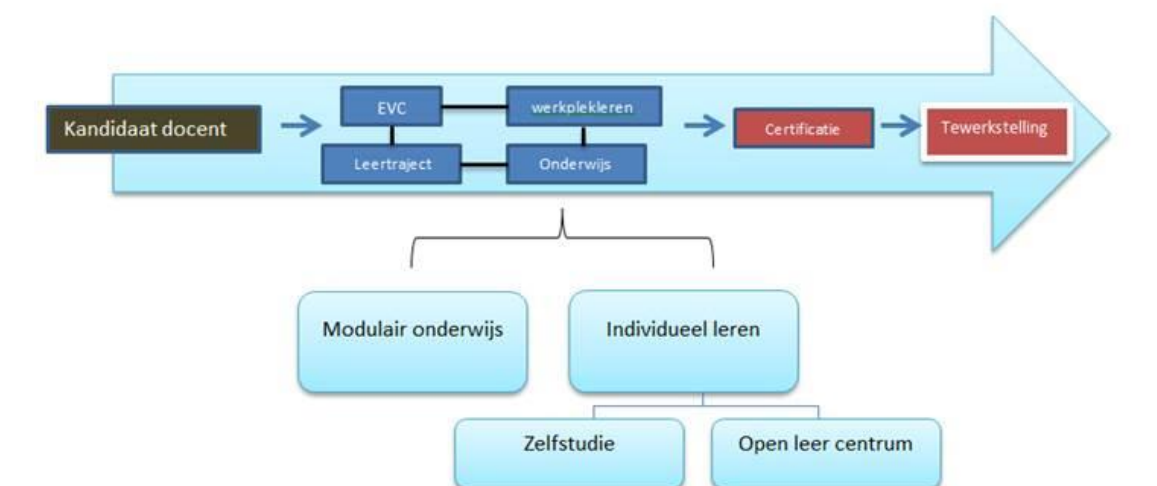 Kandidaat docent
EVC
werkplekleren
Leertraject
Onderwijs
Certificatie
Tewerkstelling
Modulair onderwijs
Individueel leren
Zelfstudie
Open leer centrum